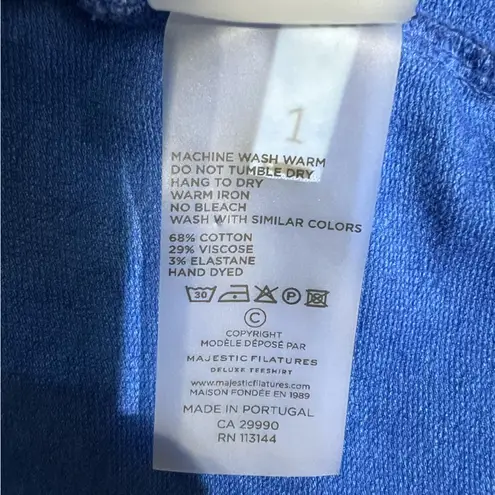 1
MACHINE WASH WARM
DO NOT TUMBLE DRY
HANG TO DRY
WARM IRON
NO BLEACH
WASH WITH SIMILAR COLORS
68% COTTON
29% VISCOSE
3% ELASTANE
HAND DYED
30 P
©
COPYRIGHT
MODÈLE DÉPOSÉ PAR
MAJESTIC FILATURES
DELUXE TEESHIRT
www.majesticfilatures.com
MAISON FONDÉE EN 1989
MADE IN PORTUGAL
CA 29990
RN 113144